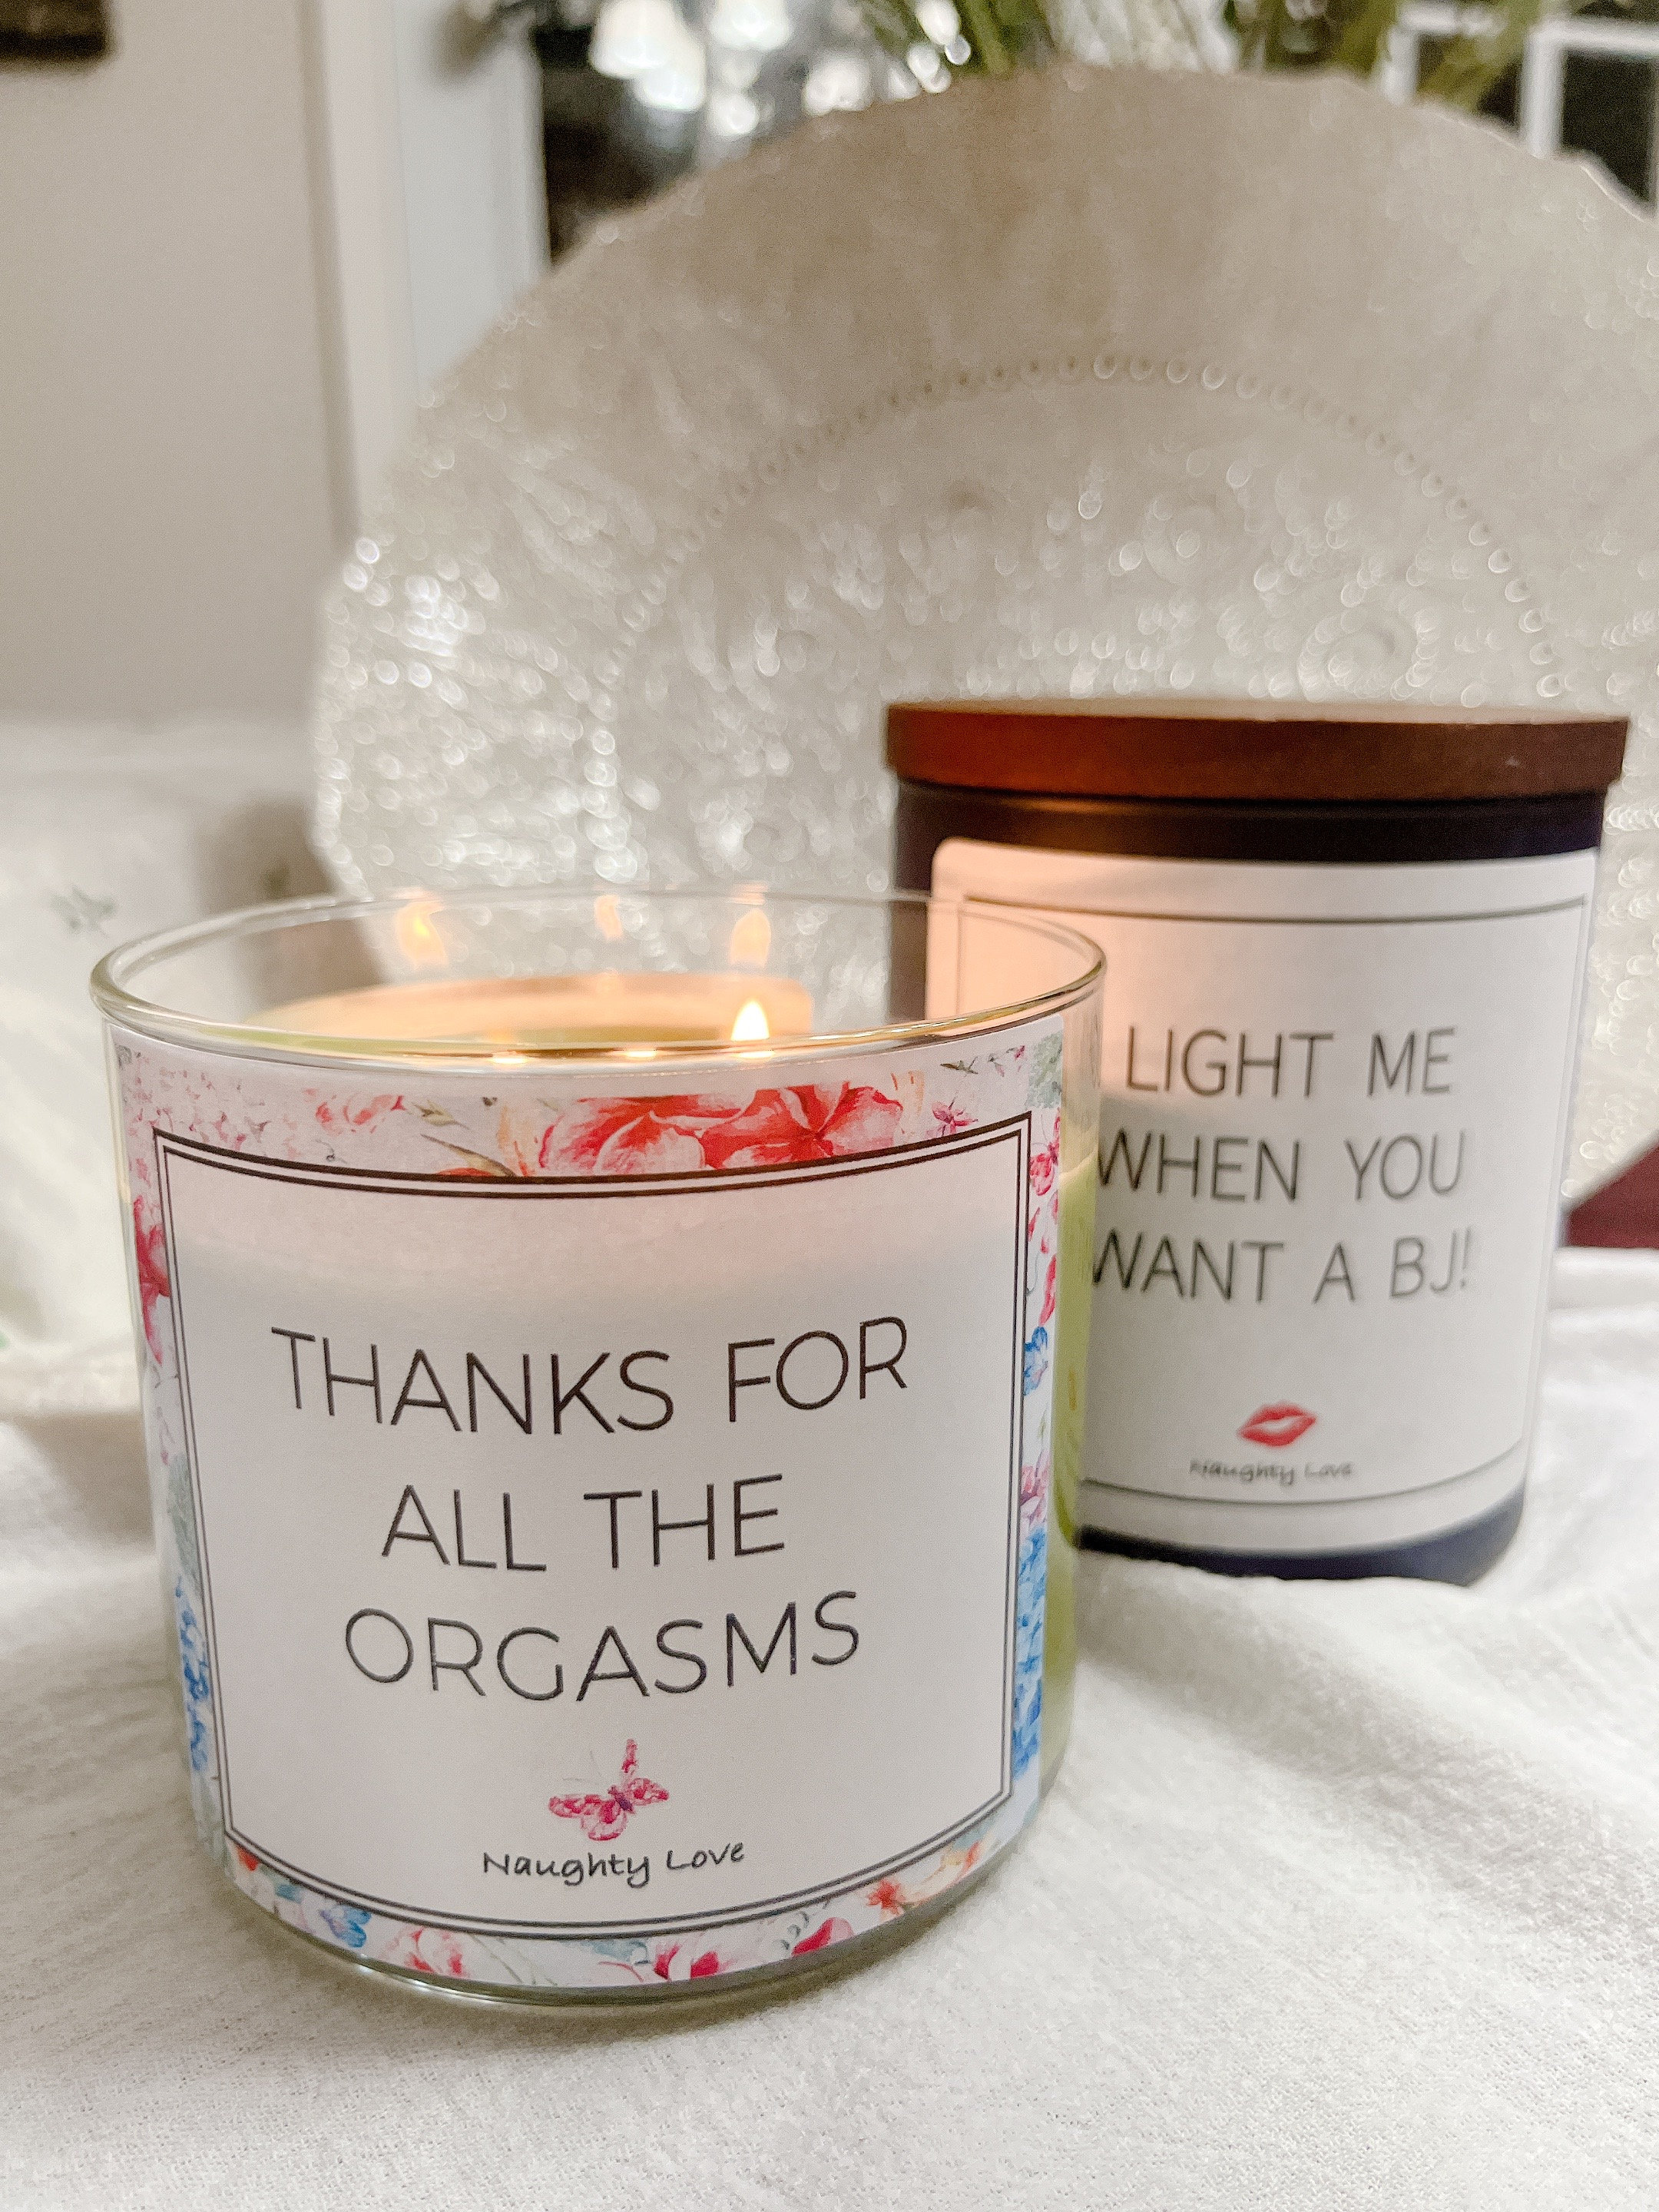 THANKS FOR
ALL THE
ORGASMS
Naughty Love
LIGHT ME
WHEN YOU
WANT A BJ!
Naughty Love